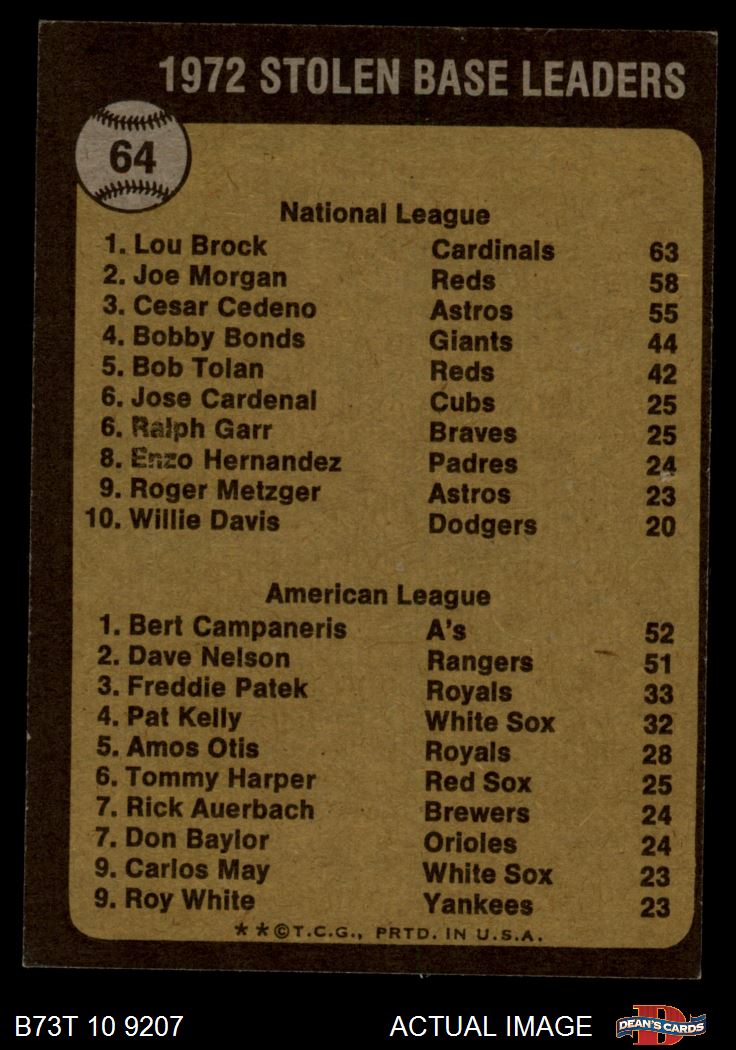 1972 STOLEN BASE LEADERS
64
National League
1. Lou Brock Cardinals 63
2. Joe Morgan Reds 58
3. Cesar Cedeno Astros 55
4. Bobby Bonds Giants 44
5. Bob Tolan Reds 42
6. Jose Cardenal Cubs 25
6. Ralph Garr Braves 25
8. Enzo Hernandez Padres 24
9. Roger Metzger Astros 23
10. Willie Davis Dodgers 20
American League
1. Bert Campaneris A's 52
2. Dave Nelson Rangers 51
3. Freddie Patek Royals 33
4. Pat Kelly White Sox 32
5. Amos Otis Royals 28
6. Tommy Harper Red Sox 25
7. Rick Auerbach Brewers 24
7. Don Baylor Orioles 24
9. Carlos May White Sox 23
9. Roy White Yankees 23
**©T.C.G., PRTD. IN U.S.A.
B73T 10 9207 ACTUAL IMAGE D DEAN'S CARDS